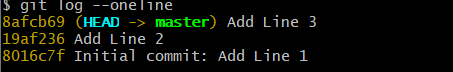 $ git log --oneline
8afcb69 (HEAD -> master) Add Line 3
19af236 Add Line 2
8016c7f Initial commit: Add Line 1